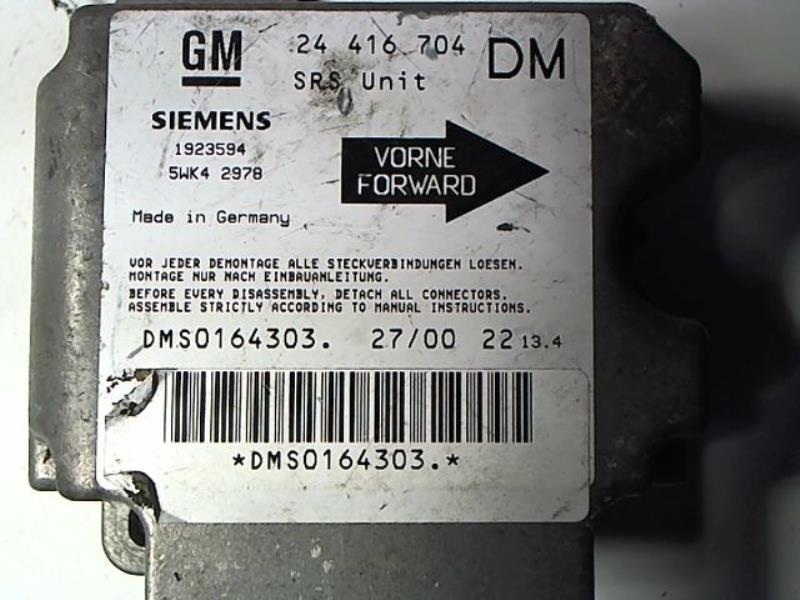 GM 24 416 704 DM
SRS Unit
SIEMENS
1923594
5WK4 2978
VORNE
FORWARD
Made in Germany
VOR JEDER DEMONTAGE ALLE STECKVERBINDUNGEN LOESEN.
MONTAGE NUR NACH EINBAUANLEITUNG.
BEFORE EVERY DISASSEMBLY, DETACH ALL CONNECTORS.
ASSEMBLE STRICTLY ACCORDING TO MANUAL INSTRUCTIONS.
DMS0164303. 27/00 22 13.4
*DMS0164303.*